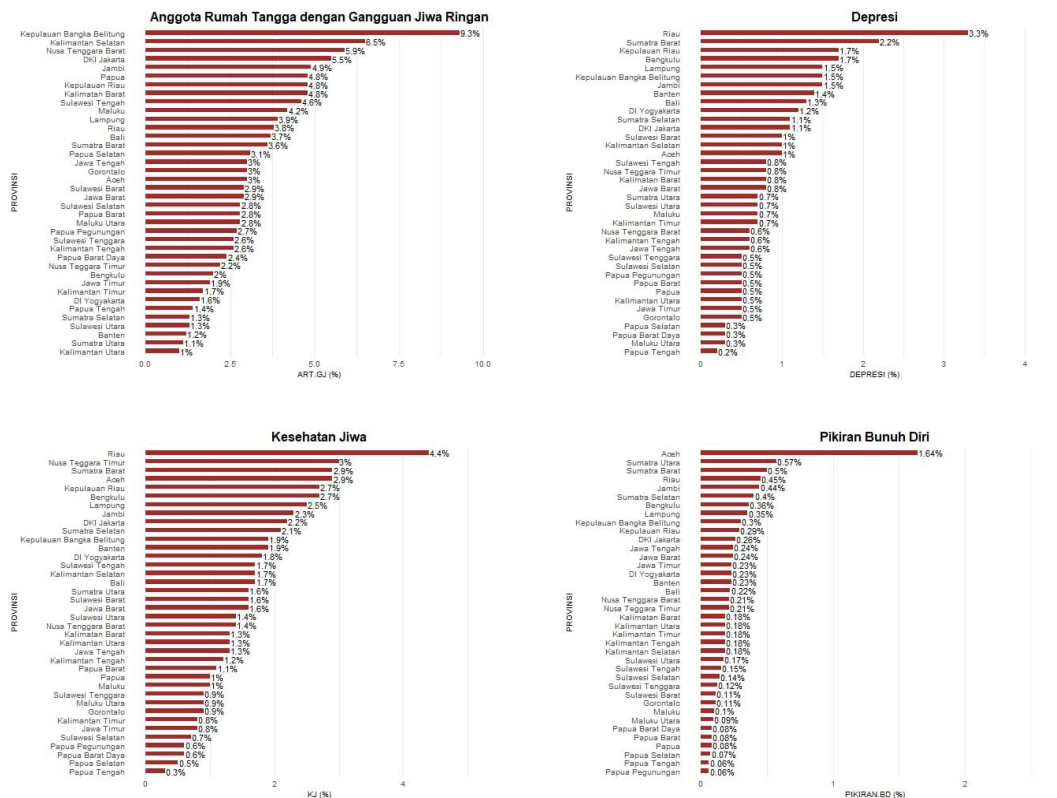 Anggota Rumah Tangga dengan Gangguan Jiwa Ringan
PROVINSI
Kepulauan Bangka Belitung 9.3%
Kalimantan Selatan 6.5%
Nusa Tenggara Barat 5.9%
DKI Jakarta 5.5%
Jambi 4.9%
Papua 4.8%
Kepulauan Riau 4.8%
Kalimatan Barat 4.8%
Sulawesi Tengah 4.6%
Maluku 4.2%
Lampung 3.9%
Riau 3.8%
Bali 3.7%
Sumatra Barat 3.6%
Papua Selatan 3.1%
Jawa Tengah 3%
Gorontalo 3%
Aceh 3%
Sulawesi Barat 2.9%
Jawa Barat 2.9%
Sulawesi Selatan 2.8%
Papua Barat 2.8%
Maluku Utara 2.8%
Papua Pegunungan 2.7%
Sulawesi Tenggara 2.6%
Kalimantan Tengah 2.6%
Papua Barat Daya 2.4%
Nusa Teggara Timur 2.2%
Bengkulu 2%
Jawa Timur 1.9%
Kalimantan Timur 1.7%
DI Yogyakarta 1.6%
Papua Tengah 1.4%
Sumatra Selatan 1.3%
Sulawesi Utara 1.3%
Banten 1.2%
Sumatra Utara 1.1%
Kalimantan Utara 1%
0.0 2.5 5.0 7.5 10.0
ART.GJ (%)
Depresi
PROVINSI
Riau 3.3%
Sumatra Barat 2.2%
Kepulauan Riau 1.7%
Bengkulu 1.7%
Lampung 1.5%
Kepulauan Bangka Belitung 1.5%
Jambi 1.5%
Banten 1.4%
Bali 1.3%
DI Yogyakarta 1.2%
Sumatra Selatan 1.1%
DKI Jakarta 1.1%
Sulawesi Barat 1%
Kalimantan Selatan 1%
Aceh 1%
Sulawesi Tengah 0.8%
Nusa Teggara Timur 0.8%
Kalimatan Barat 0.8%
Jawa Barat 0.8%
Sumatra Utara 0.7%
Sulawesi Utara 0.7%
Maluku 0.7%
Kalimantan Timur 0.7%
Nusa Tenggara Barat 0.6%
Kalimantan Tengah 0.6%
Jawa Tengah 0.6%
Sulawesi Tenggara 0.5%
Sulawesi Selatan 0.5%
Papua Pegunungan 0.5%
Papua Barat 0.5%
Papua 0.5%
Kalimantan Utara 0.5%
Jawa Timur 0.5%
Gorontalo 0.5%
Papua Selatan 0.3%
Papua Barat Daya 0.3%
Maluku Utara 0.3%
Papua Tengah 0.2%
0 1 2 3 4
DEPRESI (%)
Kesehatan Jiwa
PROVINSI
Riau 4.4%
Nusa Teggara Timur 3%
Sumatra Barat 2.9%
Aceh 2.9%
Kepulauan Riau 2.7%
Bengkulu 2.7%
Lampung 2.5%
Jambi 2.3%
DKI Jakarta 2.2%
Sumatra Selatan 2.1%
Kepulauan Bangka Belitung 1.9%
Banten 1.9%
DI Yogyakarta 1.8%
Sulawesi Tengah 1.7%
Kalimantan Selatan 1.7%
Bali 1.7%
Sumatra Utara 1.6%
Sulawesi Barat 1.6%
Jawa Barat 1.6%
Sulawesi Utara 1.4%
Nusa Tenggara Barat 1.4%
Kalimatan Barat 1.3%
Kalimantan Utara 1.3%
Jawa Tengah 1.3%
Kalimantan Tengah 1.2%
Papua Barat 1.1%
Papua 1%
Maluku 1%
Sulawesi Tenggara 0.9%
Maluku Utara 0.9%
Gorontalo 0.9%
Kalimantan Timur 0.8%
Jawa Timur 0.8%
Sulawesi Selatan 0.7%
Papua Pegunungan 0.6%
Papua Barat Daya 0.6%
Papua Selatan 0.5%
Papua Tengah 0.3%
0 2 4
KJ (%)
Pikiran Bunuh Diri
PROVINSI
Aceh 1.64%
Sumatra Utara 0.57%
Sumatra Barat 0.5%
Riau 0.45%
Jambi 0.44%
Sumatra Selatan 0.4%
Bengkulu 0.36%
Lampung 0.35%
Kepulauan Bangka Belitung 0.3%
Kepulauan Riau 0.29%
DKI Jakarta 0.26%
Jawa Tengah 0.24%
Jawa Barat 0.24%
Jawa Timur 0.23%
DI Yogyakarta 0.23%
Banten 0.23%
Bali 0.22%
Nusa Tenggara Barat 0.21%
Nusa Teggara Timur 0.21%
Kalimatan Barat 0.18%
Kalimantan Utara 0.18%
Kalimantan Timur 0.18%
Kalimantan Tengah 0.18%
Kalimantan Selatan 0.18%
Sulawesi Utara 0.17%
Sulawesi Tengah 0.15%
Sulawesi Selatan 0.14%
Sulawesi Tenggara 0.12%
Sulawesi Barat 0.11%
Gorontalo 0.11%
Maluku 0.1%
Maluku Utara 0.09%
Papua Barat Daya 0.08%
Papua Barat 0.08%
Papua 0.08%
Papua Selatan 0.07%
Papua Tengah 0.06%
Papua Pegunungan 0.06%
0 1 2
PIKIRAN.BD (%)